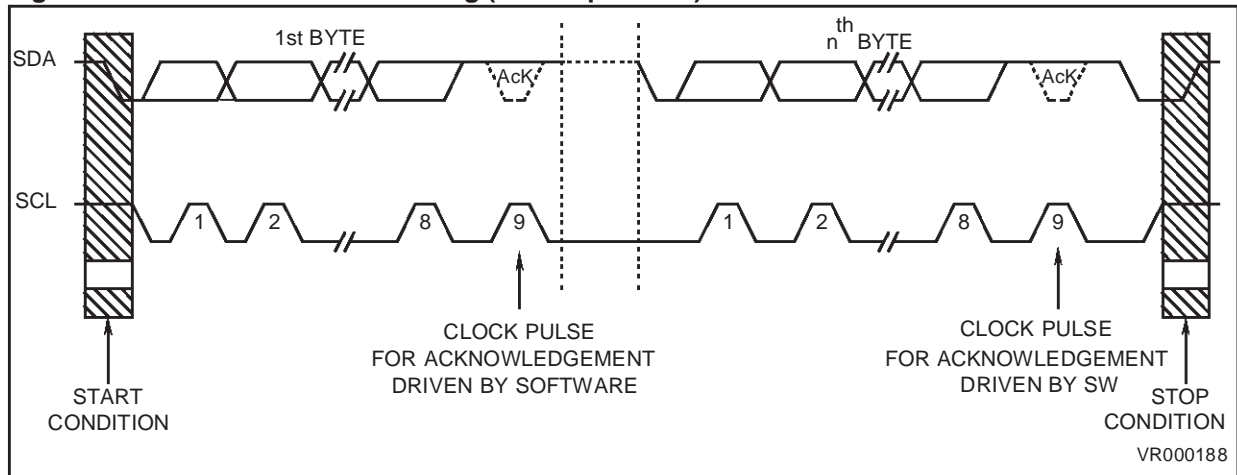 1st BYTE
n th BYTE
SDA
AcK
AcK
SCL
1
2
8
9
1
2
8
9
CLOCK PULSE
FOR ACKNOWLEDGEMENT
DRIVEN BY SOFTWARE
CLOCK PULSE
FOR ACKNOWLEDGEMENT
DRIVEN BY SW
START
CONDITION
STOP
CONDITION
VR000188